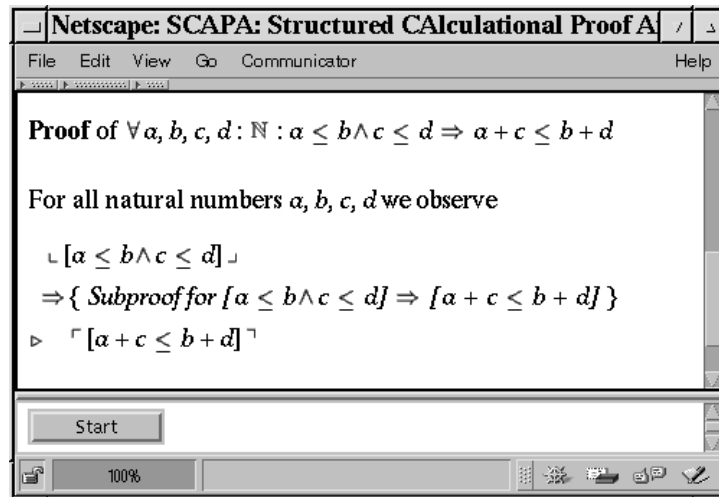 Netscape: SCAPA: Structured CAlculational Proof A
File Edit View Go Communicator Help
Proof of ∀a, b, c, d : ℕ : a ≤ b ∧ c ≤ d ⇒ a + c ≤ b + d
For all natural numbers a, b, c, d we observe
⌞[a ≤ b ∧ c ≤ d]⌟
⇒ { Subproof for [a ≤ b ∧ c ≤ d] ⇒ [a + c ≤ b + d] }
▹ ⌜[a + c ≤ b + d]⌝
Start
100%